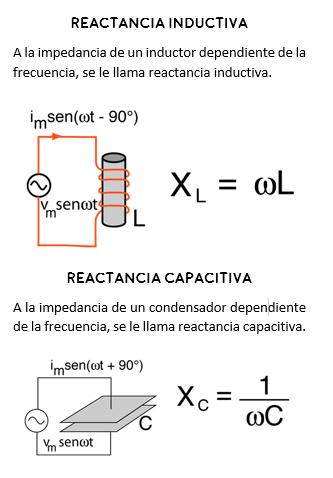 REACTANCIA INDUCTIVA
A la impedancia de un inductor dependiente de la
frecuencia, se le llama reactancia inductiva.
iₘsen(ωt - 90°)
vₘsenωt
L
X_L = ωL
REACTANCIA CAPACITIVA
A la impedancia de un condensador dependiente
de la frecuencia, se le llama reactancia capacitiva.
iₘsen(ωt + 90°)
C
vₘ senωt
X_C = 1/ωC